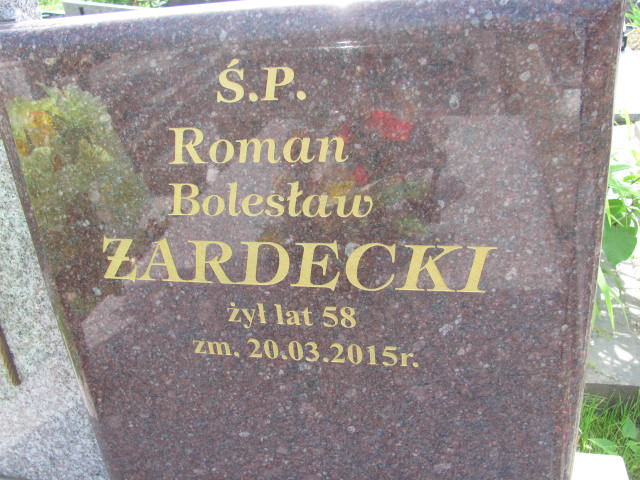 Ś.P.
Roman
Bolesław
ŻARDECKI
żył lat 58
zm. 20.03.2015r.